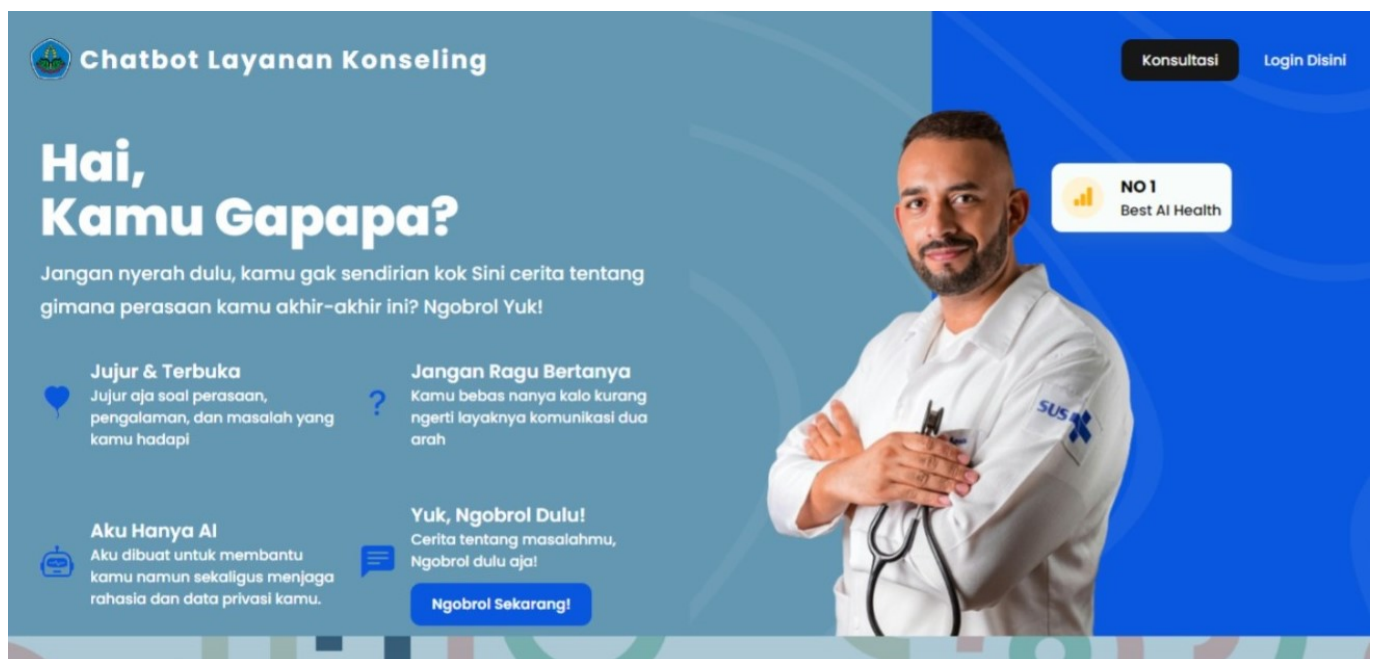 Chatbot Layanan Konseling
Konsultasi
Login Disini
Hai,
Kamu Gapapa?
Jangan nyerah dulu, kamu gak sendirian kok Sini cerita tentang
gimana perasaan kamu akhir-akhir ini? Ngobrol Yuk!
NO 1
Best AI Health
Jujur & Terbuka
Jujur aja soal perasaan,
pengalaman, dan masalah yang
kamu hadapi
Jangan Ragu Bertanya
Kamu bebas nanya kalo kurang
ngerti layaknya komunikasi dua
arah
Aku Hanya AI
Aku dibuat untuk membantu
kamu namun sekaligus menjaga
rahasia dan data privasi kamu.
Yuk, Ngobrol Dulu!
Cerita tentang masalahmu,
Ngobrol dulu aja!
Ngobrol Sekarang!
SUS